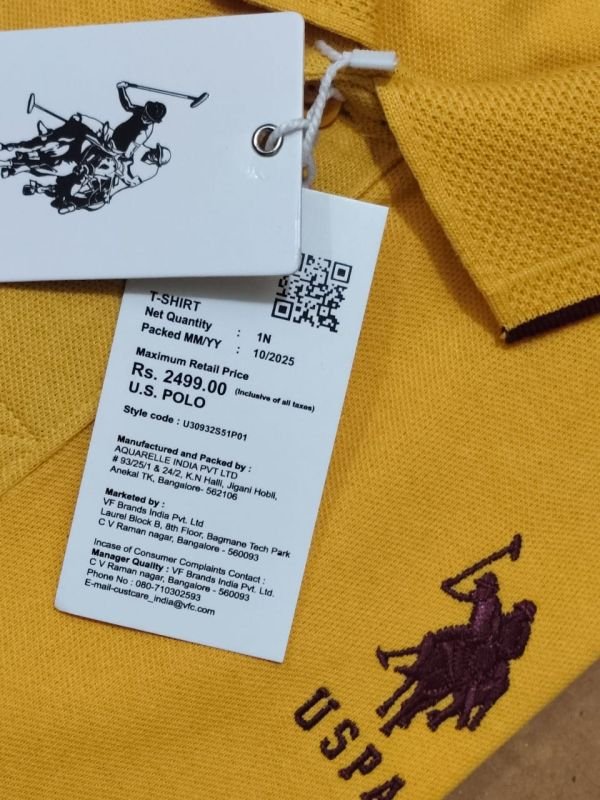 T-SHIRT
Net Quantity : 1N
Packed MM/YY : 10/2025
Maximum Retail Price
Rs. 2499.00 (Inclusive of all taxes)
U.S. POLO
Style code : U30932S51P01
Manufactured and Packed by :
AQUARELLE INDIA PVT LTD
# 93/25/1 & 24/2, K.N Halli, Jigani Hobli,
Anekal TK, Bangalore- 562106
Marketed by :
VF Brands India Pvt. Ltd
Laurel Block B, 8th Floor, Bagmane Tech Park
C V Raman nagar, Bangalore - 560093
Incase of Consumer Complaints Contact :
Manager Quality : VF Brands India Pvt. Ltd.
C V Raman nagar, Bangalore - 560093
Phone No : 080-710302593
E-mail-custcare_india@vfc.com
USPA